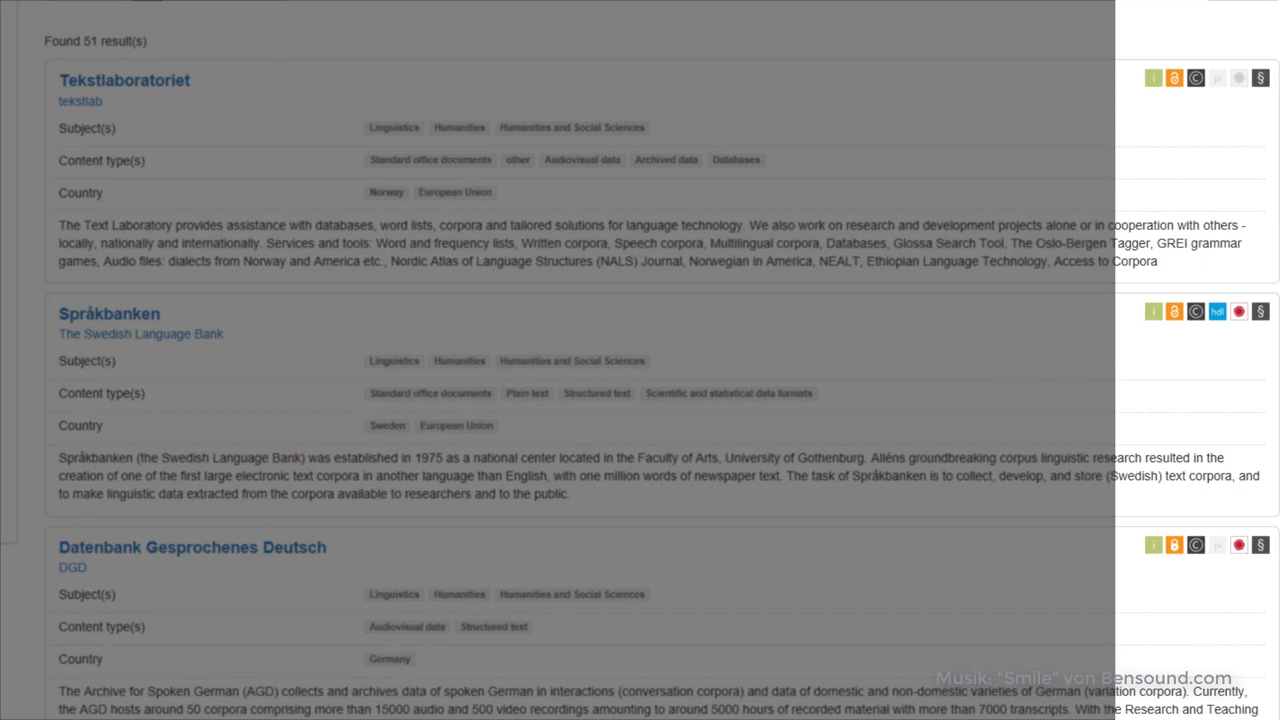 Found 51 result(s)
Tekstlaboratoriet
i © pi §
tekstlab
Subject(s) Linguistics Humanities Humanities and Social Sciences
Content type(s) Standard office documents other Audiovisual data Archived data Databases
Country Norway European Union
The Text Laboratory provides assistance with databases, word lists, corpora and tailored solutions for language technology. We also work on research and development projects alone or in cooperation with others -
locally, nationally and internationally. Services and tools: Word and frequency lists, Written corpora, Speech corpora, Multilingual corpora, Databases, Glossa Search Tool, The Oslo-Bergen Tagger, GREI grammar
games, Audio files: dialects from Norway and America etc., Nordic Atlas of Language Structures (NALS) Journal, Norwegian in America, NEALT, Ethiopian Language Technology, Access to Corpora
Språkbanken
i © hdl §
The Swedish Language Bank
Subject(s) Linguistics Humanities Humanities and Social Sciences
Content type(s) Standard office documents Plain text Structured text Scientific and statistical data formats
Country Sweden European Union
Språkbanken (the Swedish Language Bank) was established in 1975 as a national center located in the Faculty of Arts, University of Gothenburg. Alléns groundbreaking corpus linguistic research resulted in the
creation of one of the first large electronic text corpora in another language than English, with one million words of newspaper text. The task of Språkbanken is to collect, develop, and store (Swedish) text corpora, and
to make linguistic data extracted from the corpora available to researchers and to the public.
Datenbank Gesprochenes Deutsch
i © pi §
DGD
Subject(s) Linguistics Humanities Humanities and Social Sciences
Content type(s) Audiovisual data Structured text
Country Germany
Musik: "Smile" von Bensound.com
The Archive for Spoken German (AGD) collects and archives data of spoken German in interactions (conversation corpora) and data of domestic and non-domestic varieties of German (variation corpora). Currently,
the AGD hosts around 50 corpora comprising more than 15000 audio and 500 video recordings amounting to around 5000 hours of recorded material with more than 7000 transcripts. With the Research and Teaching